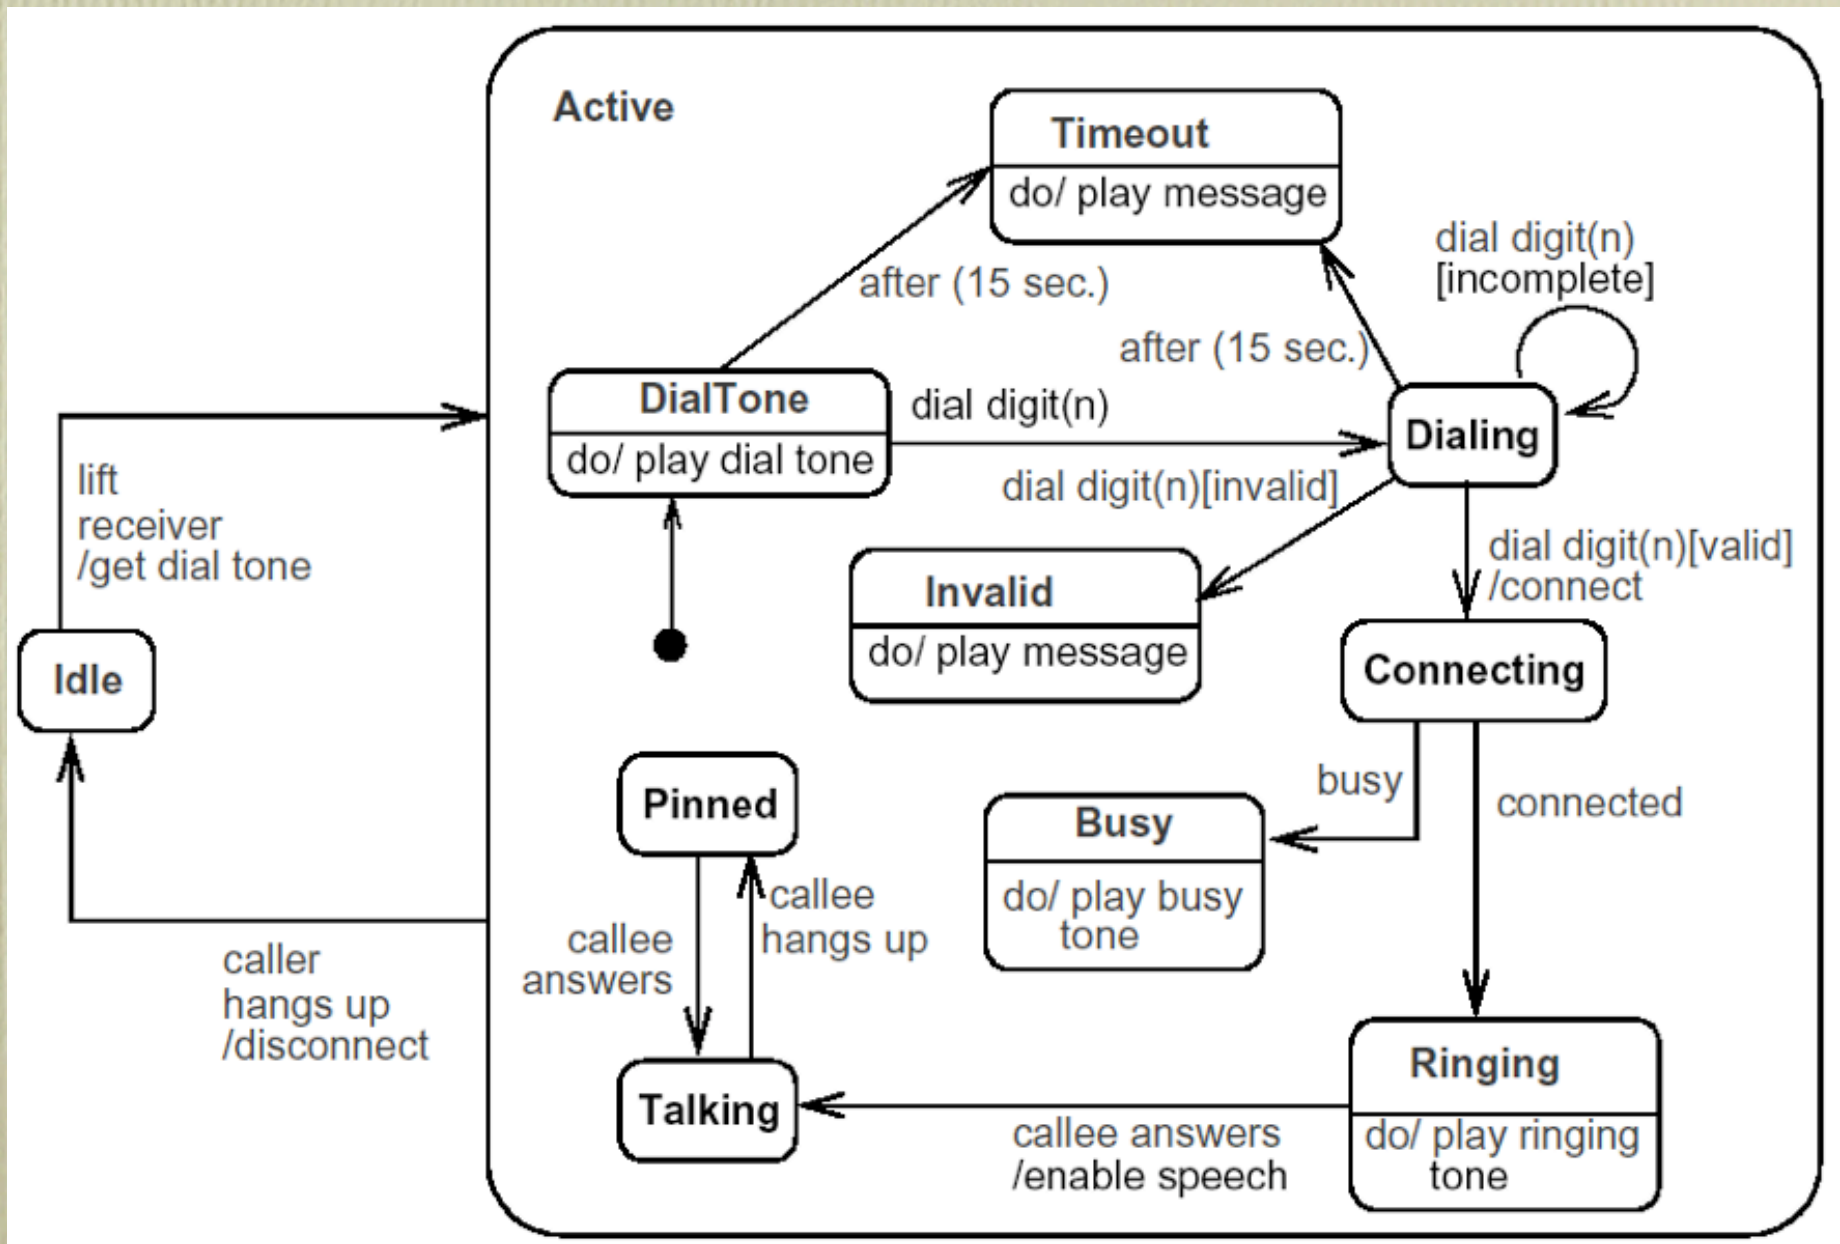 Active
Timeout
do/ play message
dial digit(n)
[incomplete]
after (15 sec.)
after (15 sec.)
DialTone
do/ play dial tone
dial digit(n)
Dialing
lift
receiver
/get dial tone
dial digit(n)[invalid]
dial digit(n)[valid]
/connect
Invalid
do/ play message
Idle
Connecting
Pinned
busy
connected
Busy
do/ play busy
tone
callee
hangs up
callee
answers
caller
hangs up
/disconnect
Talking
callee answers
/enable speech
Ringing
do/ play ringing
tone